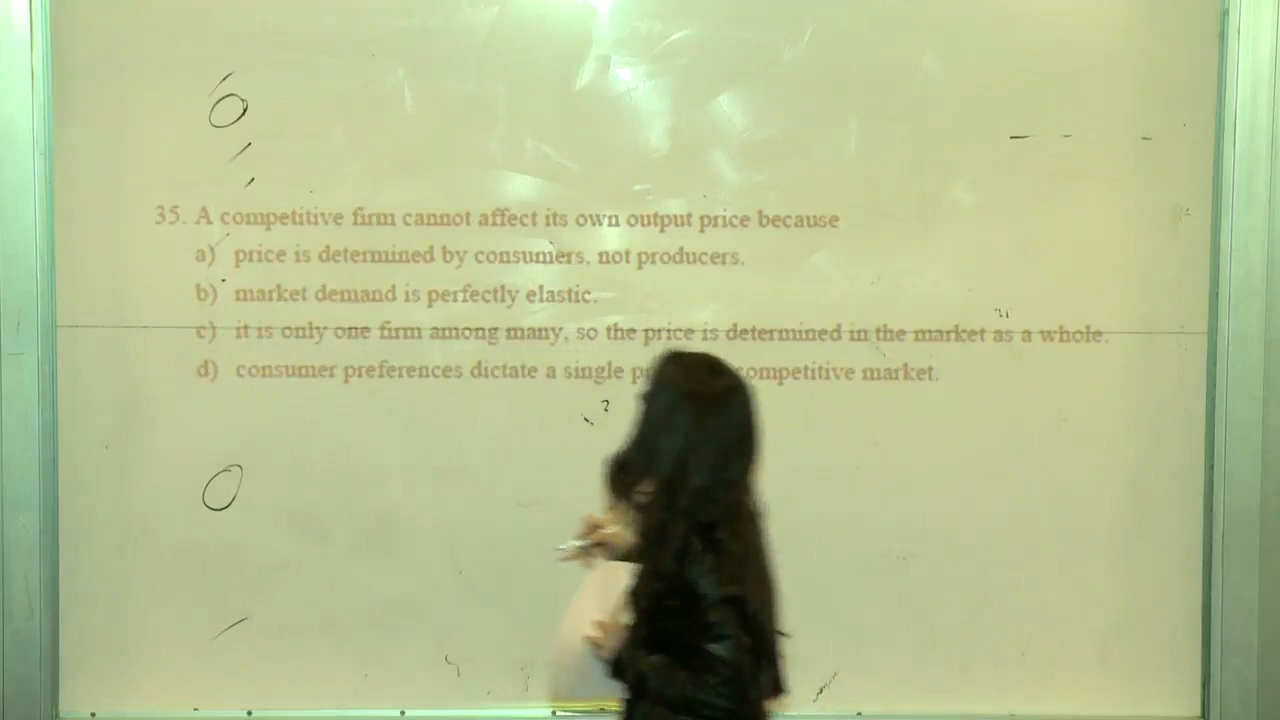 35. A competitive firm cannot affect its own output price because
a) price is determined by consumers, not producers.
b) market demand is perfectly elastic.
c) it is only one firm among many, so the price is determined in the market as a whole.
d) consumer preferences dictate a single competitive market.